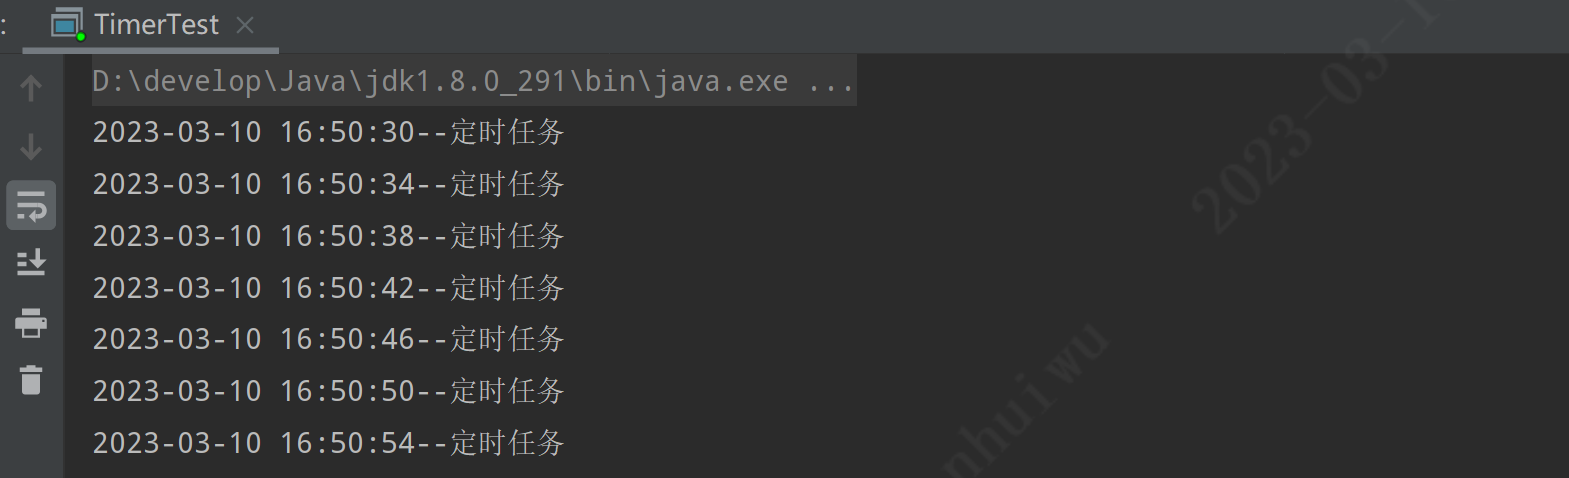 : TimerTest
D:\develop\Java\jdk1.8.0_291\bin\java.exe ...
2023-03-10 16:50:30--定时任务
2023-03-10 16:50:34--定时任务
2023-03-10 16:50:38--定时任务
2023-03-10 16:50:42--定时任务
2023-03-10 16:50:46--定时任务
2023-03-10 16:50:50--定时任务
2023-03-10 16:50:54--定时任务
2023-03-1
nhui wu